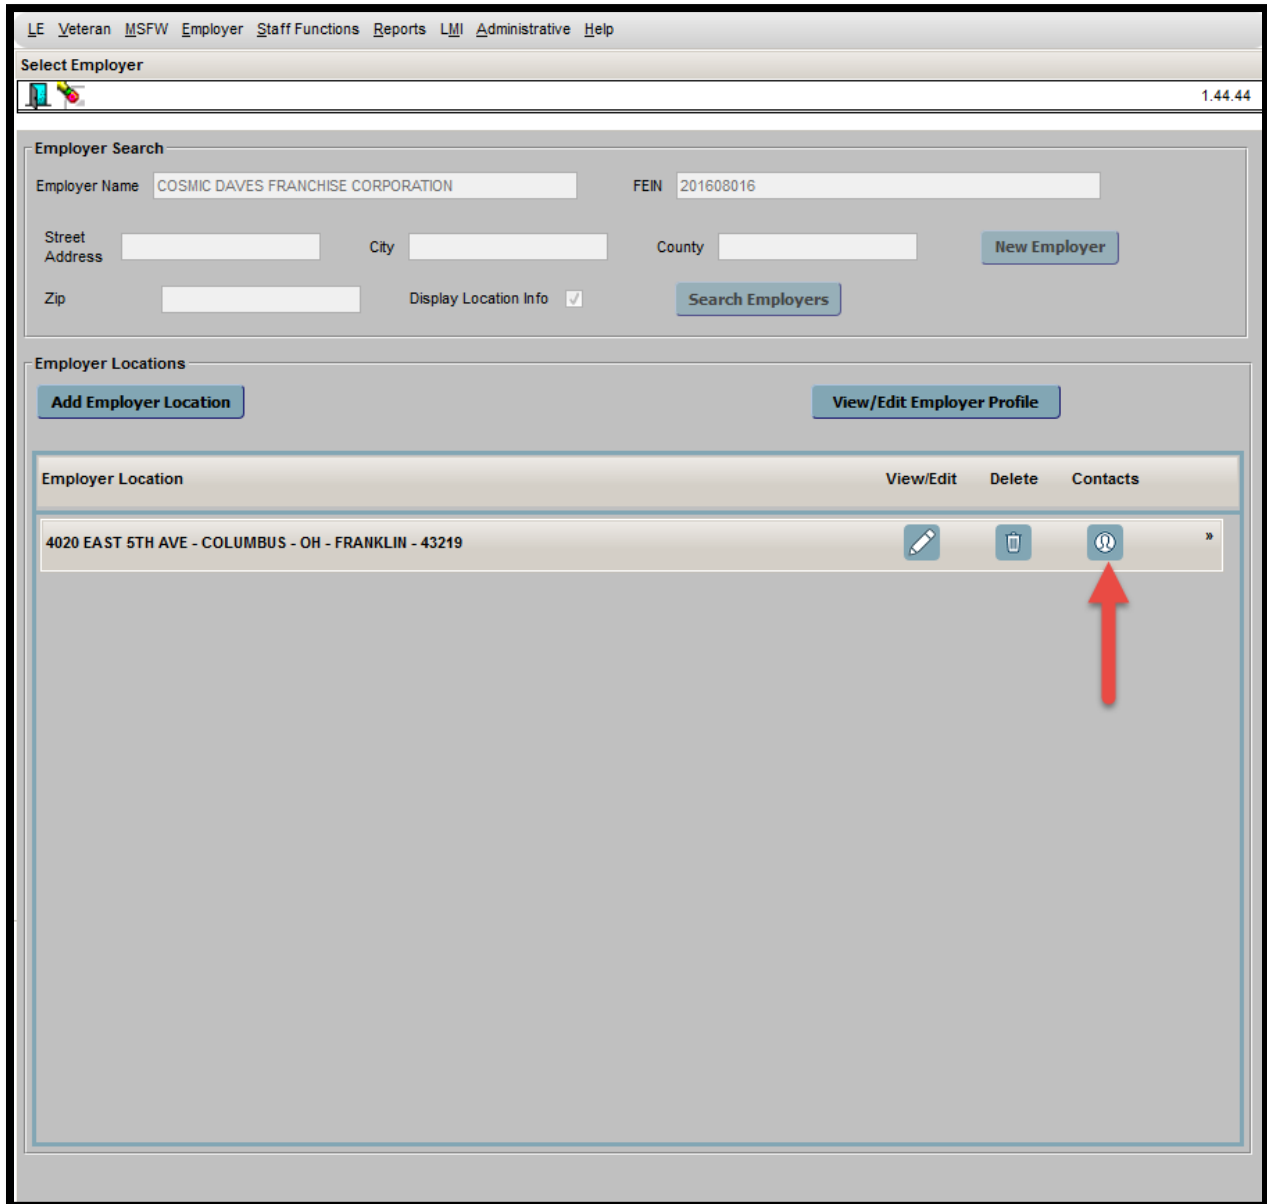 LE Veteran MSFW Employer Staff Functions Reports LMI Administrative Help
Select Employer
1.44.44
Employer Search
Employer Name COSMIC DAVES FRANCHISE CORPORATION FEIN 201608016
Street Address City County New Employer
Zip Display Location Info Search Employers
Employer Locations
Add Employer Location View/Edit Employer Profile
Employer Location View/Edit Delete Contacts
4020 EAST 5TH AVE - COLUMBUS - OH - FRANKLIN - 43219 »